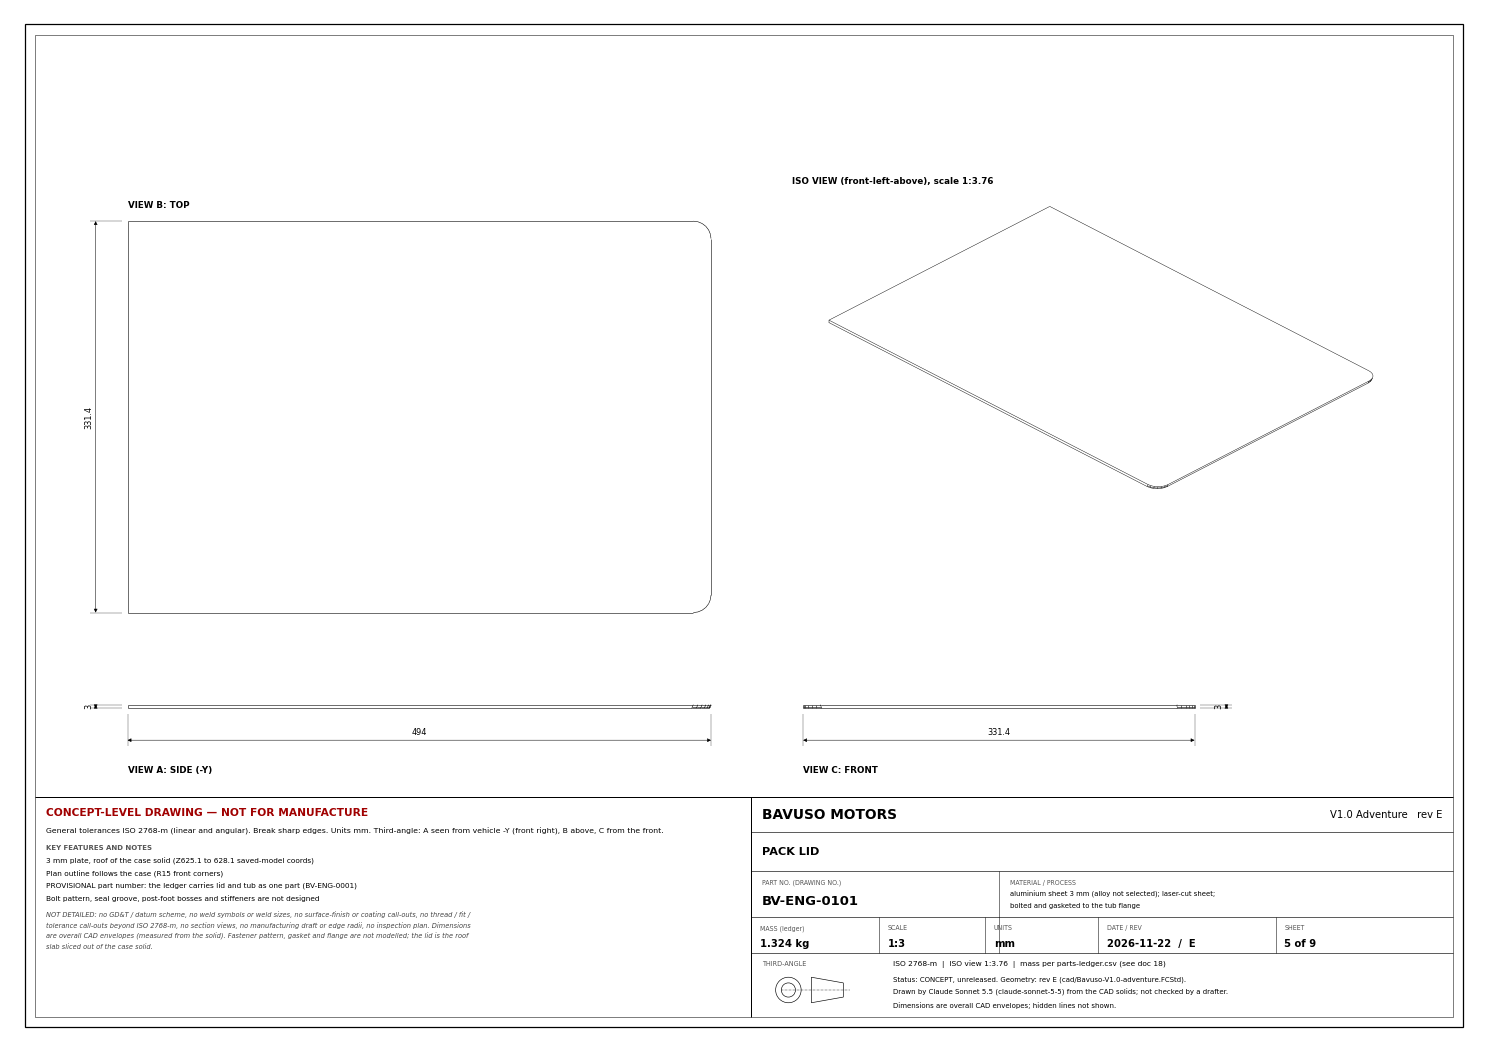 ISO VIEW (front-left-above), scale 1:3.76
VIEW B: TOP
331.4
3
494
VIEW A: SIDE (-Y)
331.4
3
VIEW C: FRONT
CONCEPT-LEVEL DRAWING — NOT FOR MANUFACTURE
General tolerances ISO 2768-m (linear and angular). Break sharp edges. Units mm. Third-angle: A seen from vehicle -Y (front right), B above, C from the front.
KEY FEATURES AND NOTES
3 mm plate, roof of the case solid (Z625.1 to 628.1 saved-model coords)
Plan outline follows the case (R15 front corners)
PROVISIONAL part number: the ledger carries lid and tub as one part (BV-ENG-0001)
Bolt pattern, seal groove, post-foot bosses and stiffeners are not designed
NOT DETAILED: no GD&T / datum scheme, no weld symbols or weld sizes, no surface-finish or coating call-outs, no thread / fit /
tolerance call-outs beyond ISO 2768-m, no section views, no manufacturing draft or edge radii, no inspection plan. Dimensions
are overall CAD envelopes (measured from the solid). Fastener pattern, gasket and flange are not modelled; the lid is the roof
slab sliced out of the case solid.
BAVUSO MOTORS
V1.0 Adventure   rev E
PACK LID
PART NO. (DRAWING NO.)
BV-ENG-0101
MATERIAL / PROCESS
aluminium sheet 3 mm (alloy not selected); laser-cut sheet;
bolted and gasketed to the tub flange
MASS (ledger)
1.324 kg
SCALE
1:3
UNITS
mm
DATE / REV
2026-11-22  /  E
SHEET
5 of 9
THIRD-ANGLE
ISO 2768-m  |  ISO view 1:3.76  |  mass per parts-ledger.csv (see doc 18)
Status: CONCEPT, unreleased. Geometry: rev E (cad/Bavuso-V1.0-adventure.FCStd).
Drawn by Claude Sonnet 5.5 (claude-sonnet-5-5) from the CAD solids; not checked by a drafter.
Dimensions are overall CAD envelopes; hidden lines not shown.